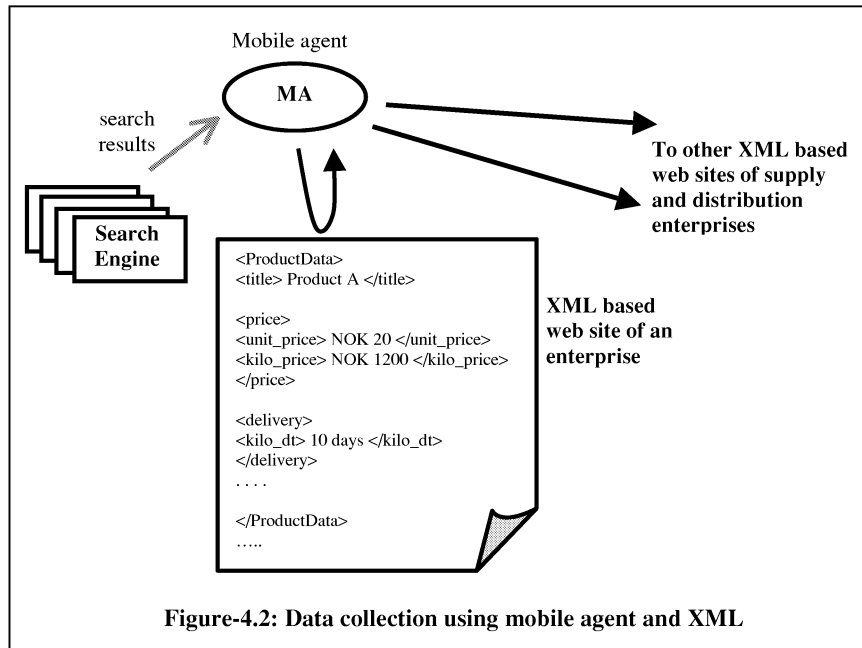 Mobile agent
MA
search
results
To other XML based
web sites of supply
and distribution
enterprises
Search
Engine
<ProductData>
<title> Product A </title>
<price>
<unit_price> NOK 20 </unit_price>
<kilo_price> NOK 1200 </kilo_price>
</price>
<delivery>
<kilo_dt> 10 days </kilo_dt>
</delivery>
. . . .
</ProductData>
…..
XML based
web site of an
enterprise
Figure-4.2: Data collection using mobile agent and XML